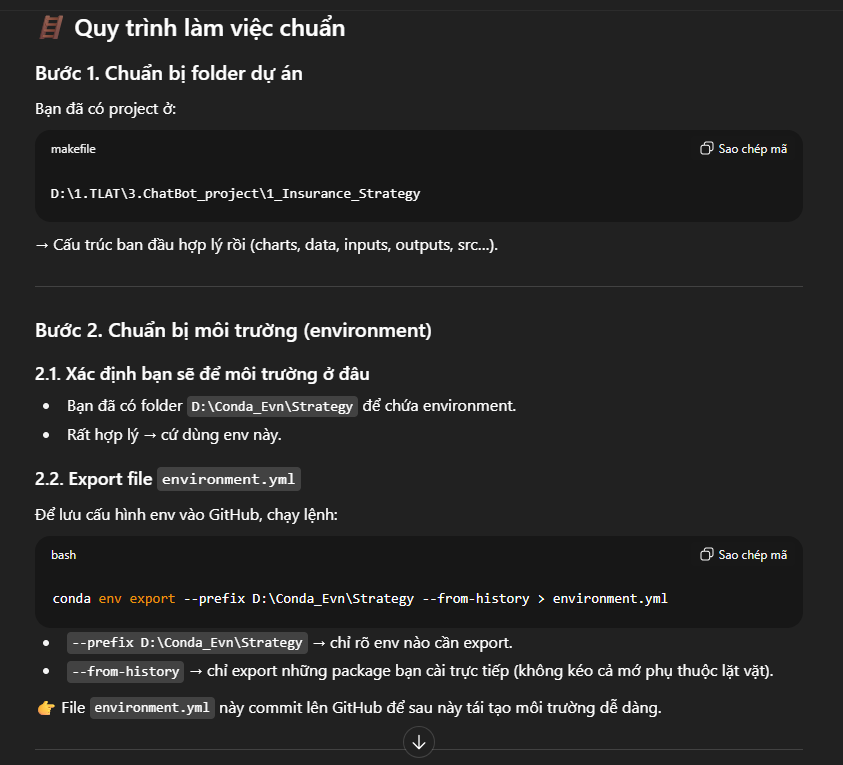 Quy trình làm việc chuẩn
Bước 1. Chuẩn bị folder dự án
Bạn đã có project ở:
makefile
Sao chép mã
D:\1.TLAT\3.ChatBot_project\1_Insurance_Strategy
→ Cấu trúc ban đầu hợp lý rồi (charts, data, inputs, outputs, src...).
Bước 2. Chuẩn bị môi trường (environment)
2.1. Xác định bạn sẽ để môi trường ở đâu
• Bạn đã có folder D:\Conda_Evn\Strategy để chứa environment.
• Rất hợp lý → cứ dùng env này.
2.2. Export file environment.yml
Để lưu cấu hình env vào GitHub, chạy lệnh:
bash
Sao chép mã
conda env export --prefix D:\Conda_Evn\Strategy --from-history > environment.yml
• --prefix D:\Conda_Evn\Strategy → chỉ rõ env nào cần export.
• --from-history → chỉ export những package bạn cài trực tiếp (không kéo cả mớ phụ thuộc lặt vặt).
👉 File environment.yml này commit lên GitHub để sau này tái tạo môi trường dễ dàng.